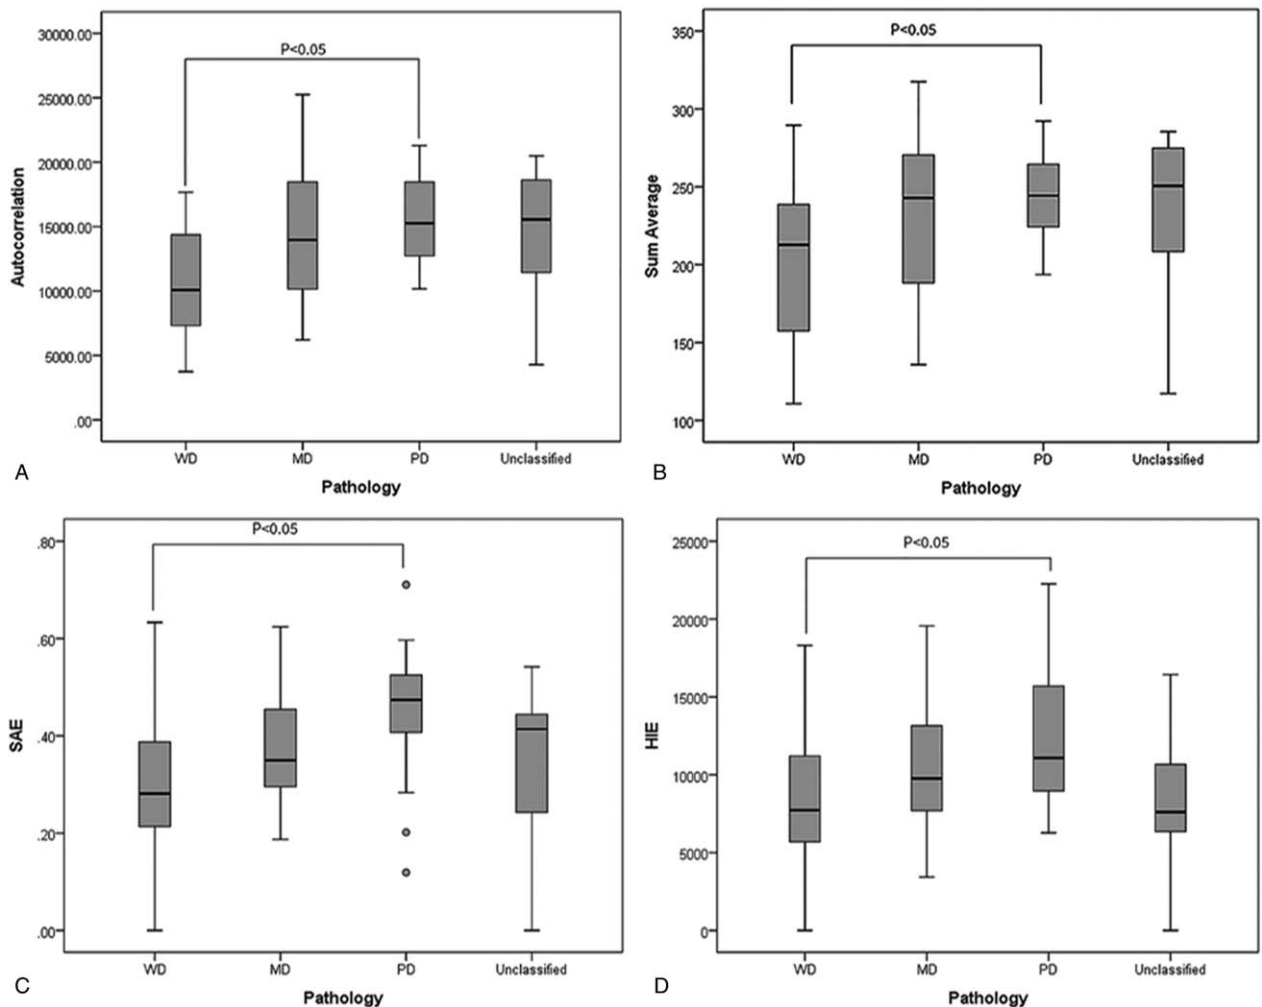 P<0.05
30000.00
25000.00
20000.00
15000.00
10000.00
5000.00
.00
Autocorrelation
WD MD PD Unclassified
Pathology
A
P<0.05
350
300
250
200
150
100
Sum Average
WD MD PD Unclassified
Pathology
B
P<0.05
.80
.60
.40
.20
.00
SAE
WD MD PD Unclassified
Pathology
C
P<0.05
25000
20000
15000
10000
5000
0
HIE
WD MD PD Unclassified
Pathology
D